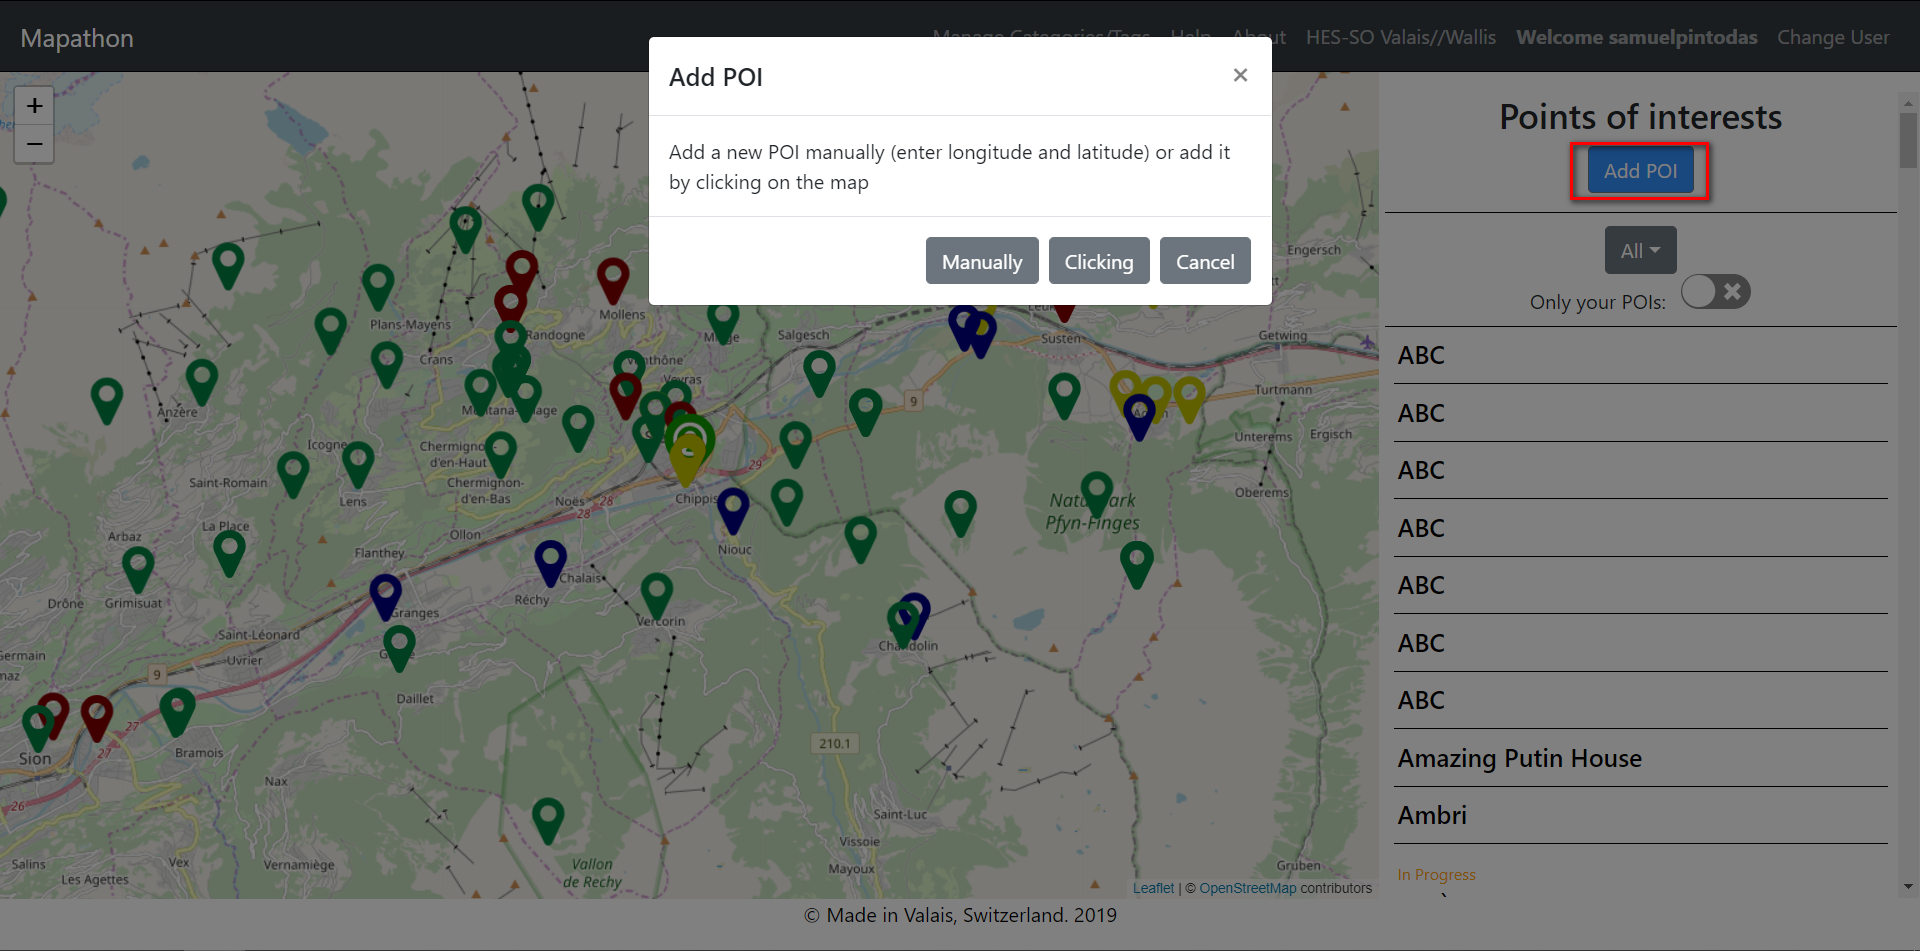 Mapathon
Manage Categories/Tags Help About HES-SO Valais//Wallis Welcome samuelpintodas Change User
Add POI
×
Add a new POI manually (enter longitude and latitude) or add it
by clicking on the map
Manually Clicking Cancel
+
−
Points of interests
Add POI
All
Only your POIs:
ABC
ABC
ABC
ABC
ABC
ABC
ABC
Amazing Putin House
Ambri
In Progress
Engersch
Plans-Mayens
Mollens
Randogne
Salgesch
Susten
Getwing
Crans
Veyras
Turtmann
9
Anzère
Icogne
Chermignon-
d'en-Haut
Unterems
Ergisch
29
Saint-Romain
Lens
Chermignon-
d'en-Bas
Noës
28
28
Chippis
Oberems
Pfyn-Finges
La Place
Arbaz
Ollon
Flanthey
Niouc
Chalais
Réchy
Drône
Grimisuat
Granges
Vercorin
Saint-Léonard
Uvrier
Chandolin
9
Daillet
27
27
Bramois
Sion
210.1
Nax
26
Saint-Luc
Vissoie
Mayoux
Salins
Vex
Les Agettes
Vernamiège
Vallon
de Rechy
Gruben
Leaflet | © OpenStreetMap contributors
© Made in Valais, Switzerland. 2019